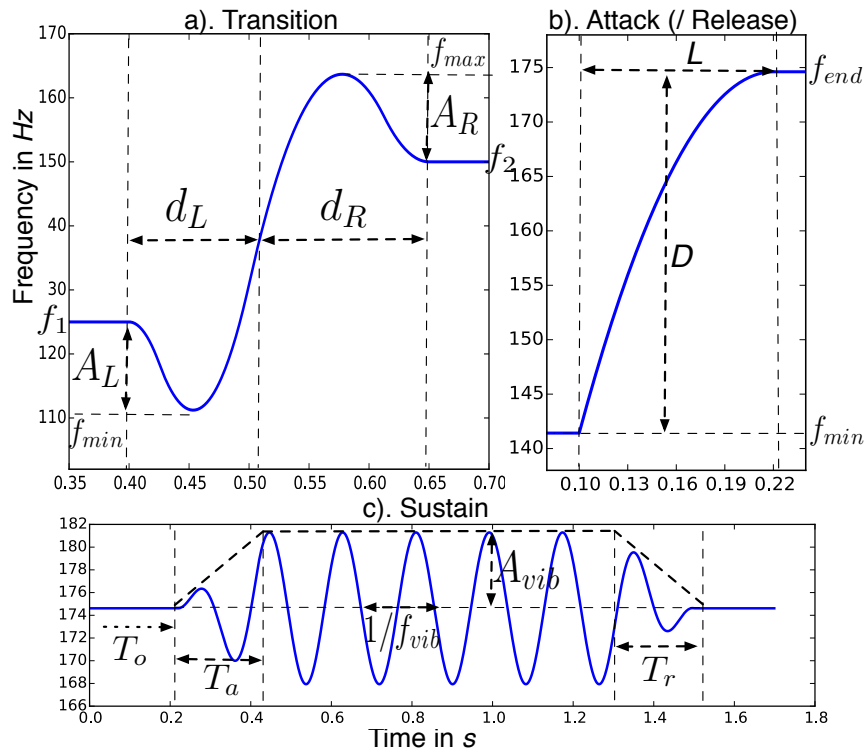 a). Transition
b). Attack (/ Release)
Frequency in Hz
170
160
150
40
30
25
120
110
0.35 0.40 0.45 0.50 0.55 0.60 0.65 0.70
f_max
A_R
f_2
d_L
d_R
f_1
A_L
f_min
175
170
165
160
155
150
145
140
0.10 0.13 0.16 0.19 0.22
L
f_end
D
f_min
c). Sustain
182
180
178
176
174
172
170
168
166
0.0 0.2 0.4 0.6 0.8 1.0 1.2 1.4 1.6 1.8
A_vib
1/f_vib
T_o
T_a
T_r
Time in s